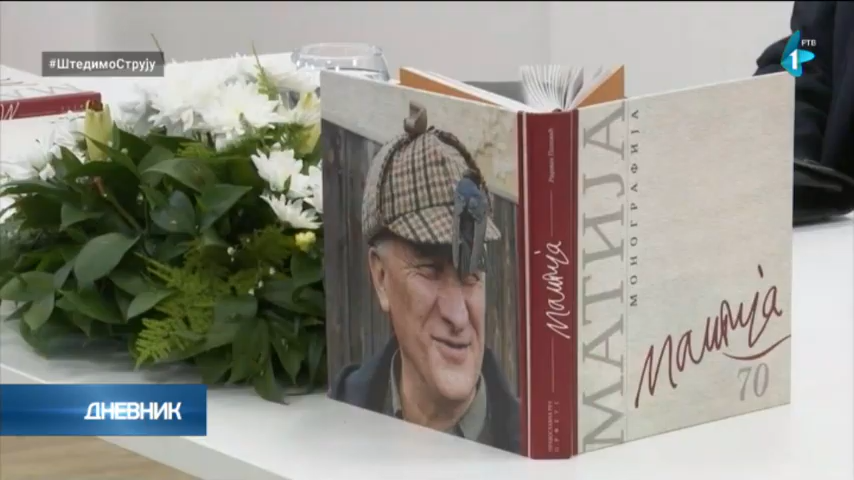 #ШтедимоСтрују
РТВ
1
МАТИЈА
МОНОГРАФИЈА
Матија
Матија
70
ДНЕВНИК